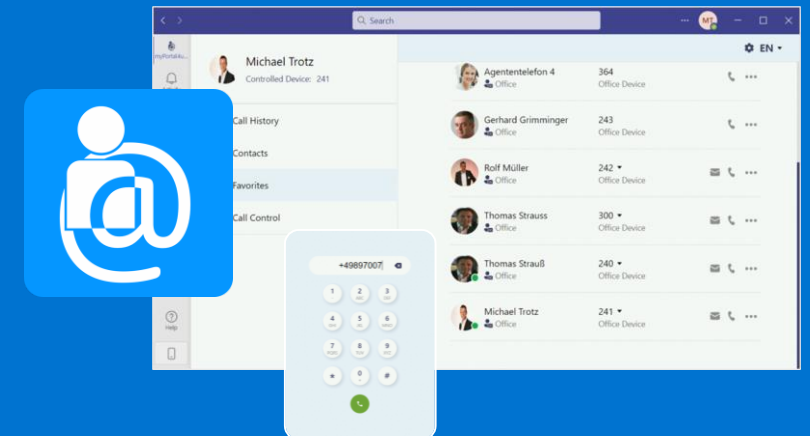 Search
MT
myPortalxu...
EN
Michael Trotz
Controlled Device: 241
Call History
Contacts
Favorites
Call Control
Help
Agententelefon 4
364
Office
Office Device
Gerhard Grimminger
243
Office
Office Device
Rolf Müller
242
Office
Office Device
Thomas Strauss
300
Office
Office Device
Thomas Strauß
240
Office
Office Device
Michael Trotz
241
Office
Office Device
+49897007
1 2 3
4 5 6
7 8 9
* 0 #